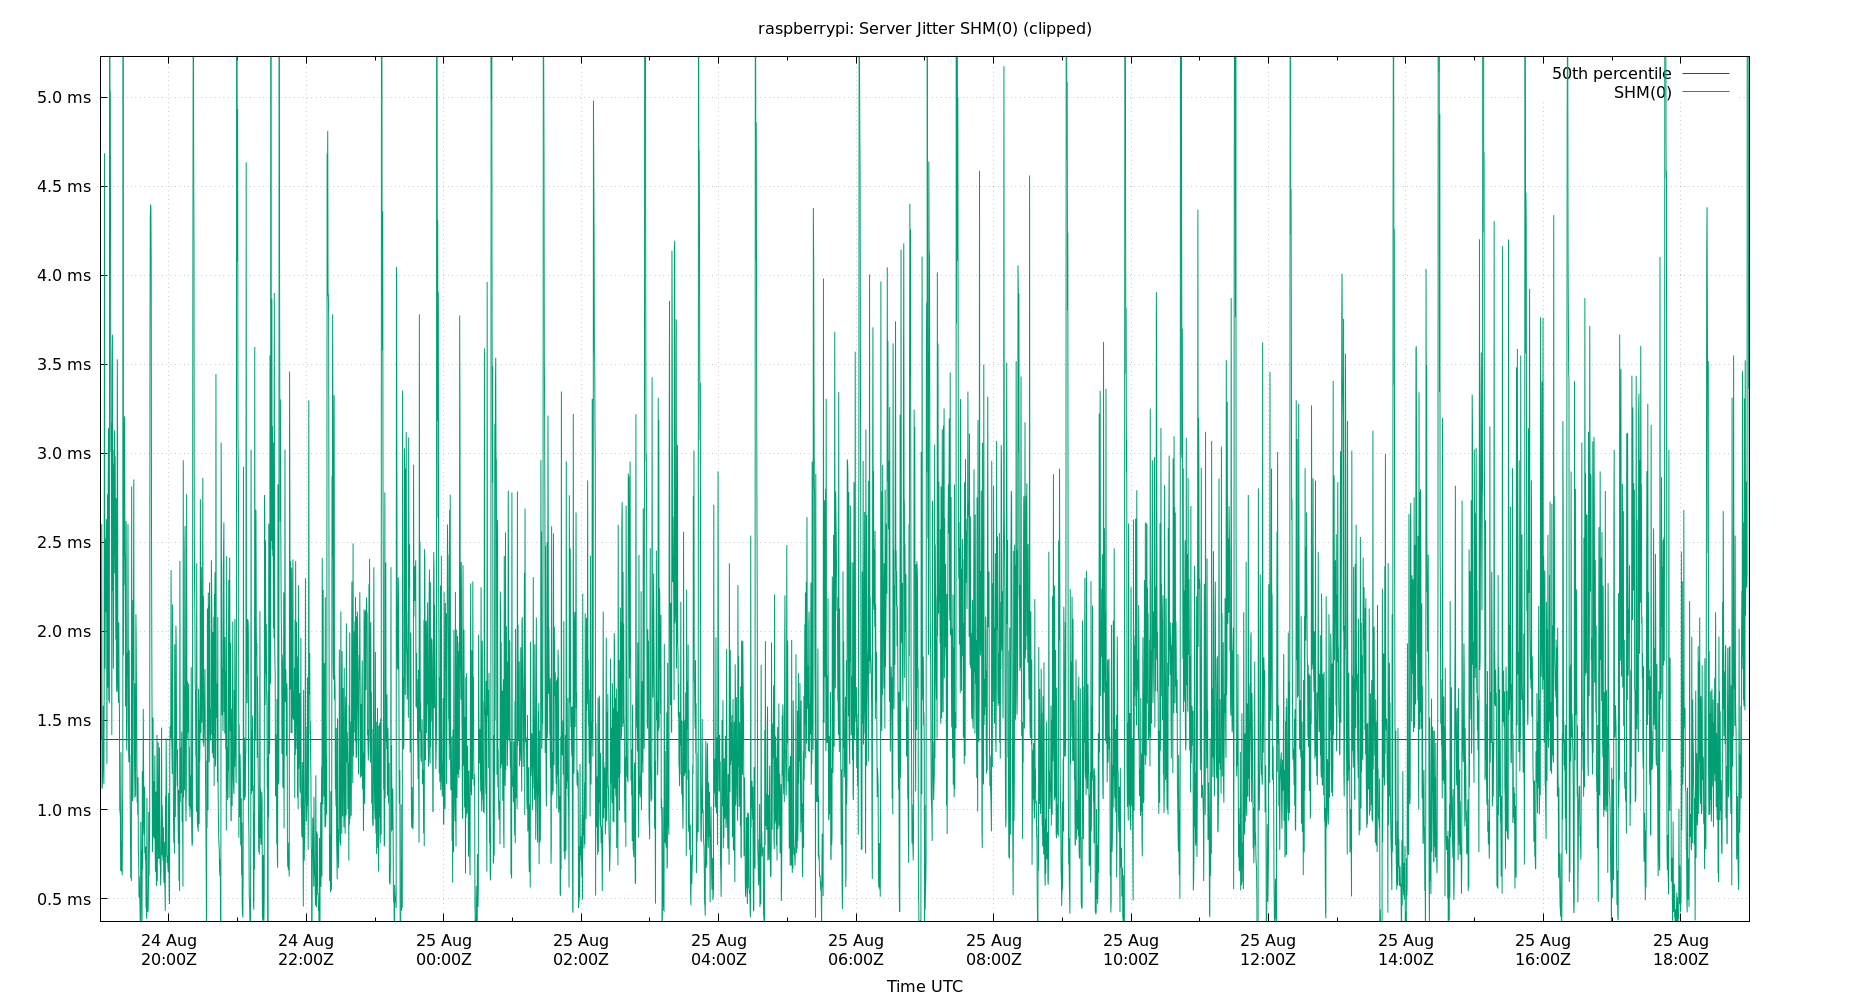 raspberrypi: Server Jitter SHM(0) (clipped)
50th percentile
SHM(0)
5.0 ms
4.5 ms
4.0 ms
3.5 ms
3.0 ms
2.5 ms
2.0 ms
1.5 ms
1.0 ms
0.5 ms
24 Aug 24 Aug 25 Aug 25 Aug 25 Aug 25 Aug 25 Aug 25 Aug 25 Aug 25 Aug 25 Aug 25 Aug
20:00Z 22:00Z 00:00Z 02:00Z 04:00Z 06:00Z 08:00Z 10:00Z 12:00Z 14:00Z 16:00Z 18:00Z
Time UTC